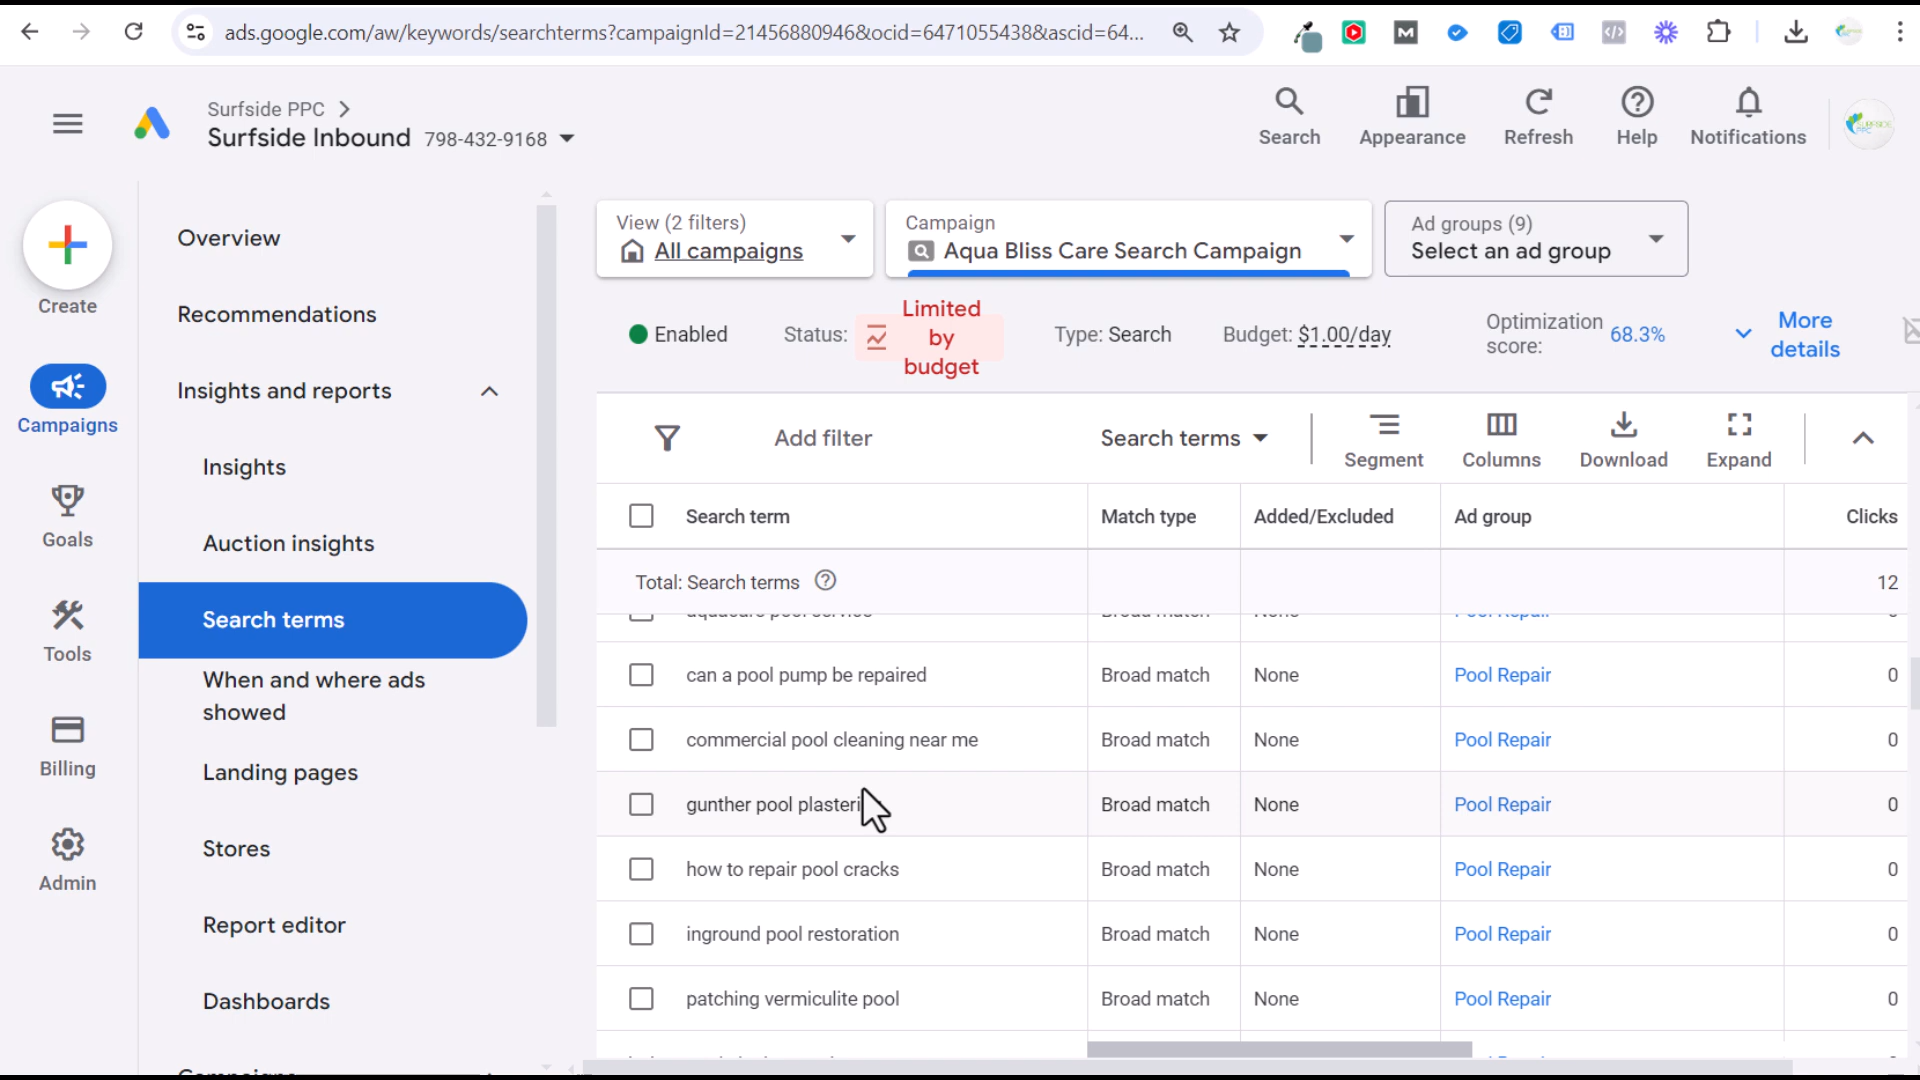 ads.google.com/aw/keywords/searchterms?campaignId=21456880946&ocid=6471055438&ascid=64...
Surfside PPC
Surfside Inbound 798-432-9168
Search
Appearance
Refresh
Help
Notifications
Create
Campaigns
Goals
Tools
Billing
Admin
Overview
Recommendations
Insights and reports
Insights
Auction insights
Search terms
When and where ads
showed
Landing pages
Stores
Report editor
Dashboards
View (2 filters)
All campaigns
Campaign
Aqua Bliss Care Search Campaign
Ad groups (9)
Select an ad group
Enabled
Status:
Limited
by
budget
Type: Search
Budget: $1.00/day
Optimization
score:
68.3%
More
details
Add filter
Search terms
Segment
Columns
Download
Expand
Search term Match type Added/Excluded Ad group Clicks
Total: Search terms 12
can a pool pump be repaired Broad match None Pool Repair 0
commercial pool cleaning near me Broad match None Pool Repair 0
gunther pool plasteri Broad match None Pool Repair 0
how to repair pool cracks Broad match None Pool Repair 0
inground pool restoration Broad match None Pool Repair 0
patching vermiculite pool Broad match None Pool Repair 0